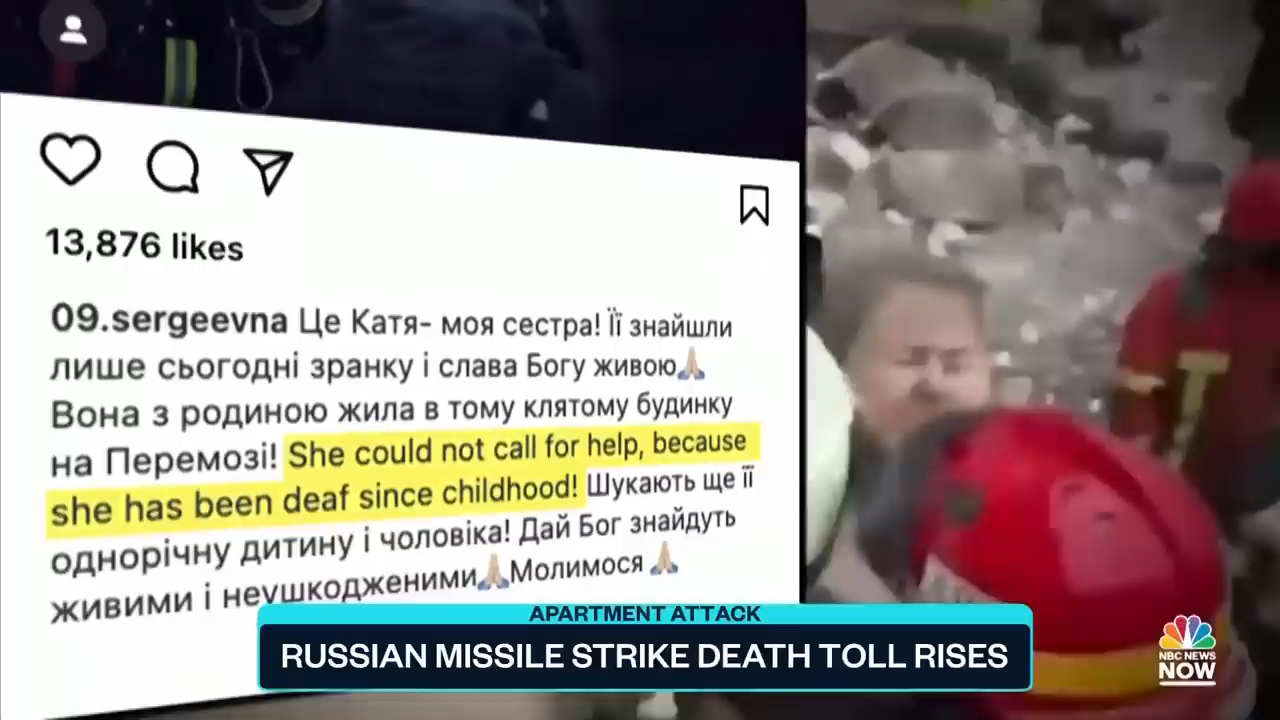 13,876 likes
09.sergeevna Це Катя- моя сестра! Її знайшли
лише сьогодні зранку і слава Богу живою🙏🏼
Вона з родиною жила в тому клятому будинку
на Перемозі! She could not call for help, because
she has been deaf since childhood! Шукають ще її
однорічну дитину і чоловіка! Дай Бог знайдуть
живими і неушкодженими🙏🏼Молимося 🙏🏼
APARTMENT ATTACK
RUSSIAN MISSILE STRIKE DEATH TOLL RISES
NBC NEWS
NOW